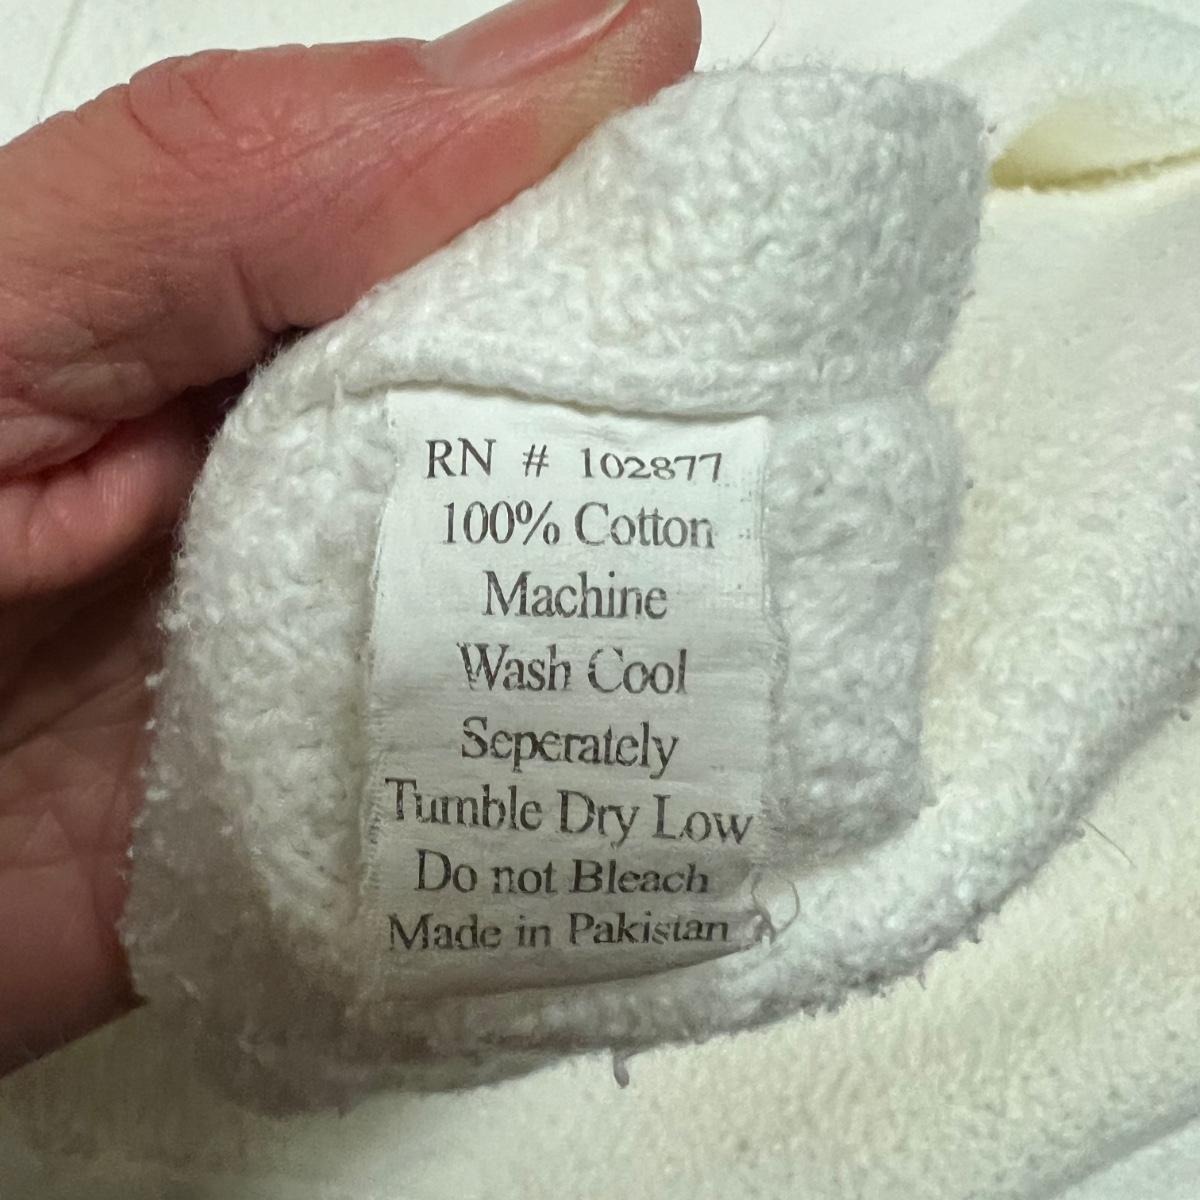 RN # 102877
100% Cotton
Machine
Wash Cool
Seperately
Tumble Dry Low
Do not Bleach
Made in Pakistan